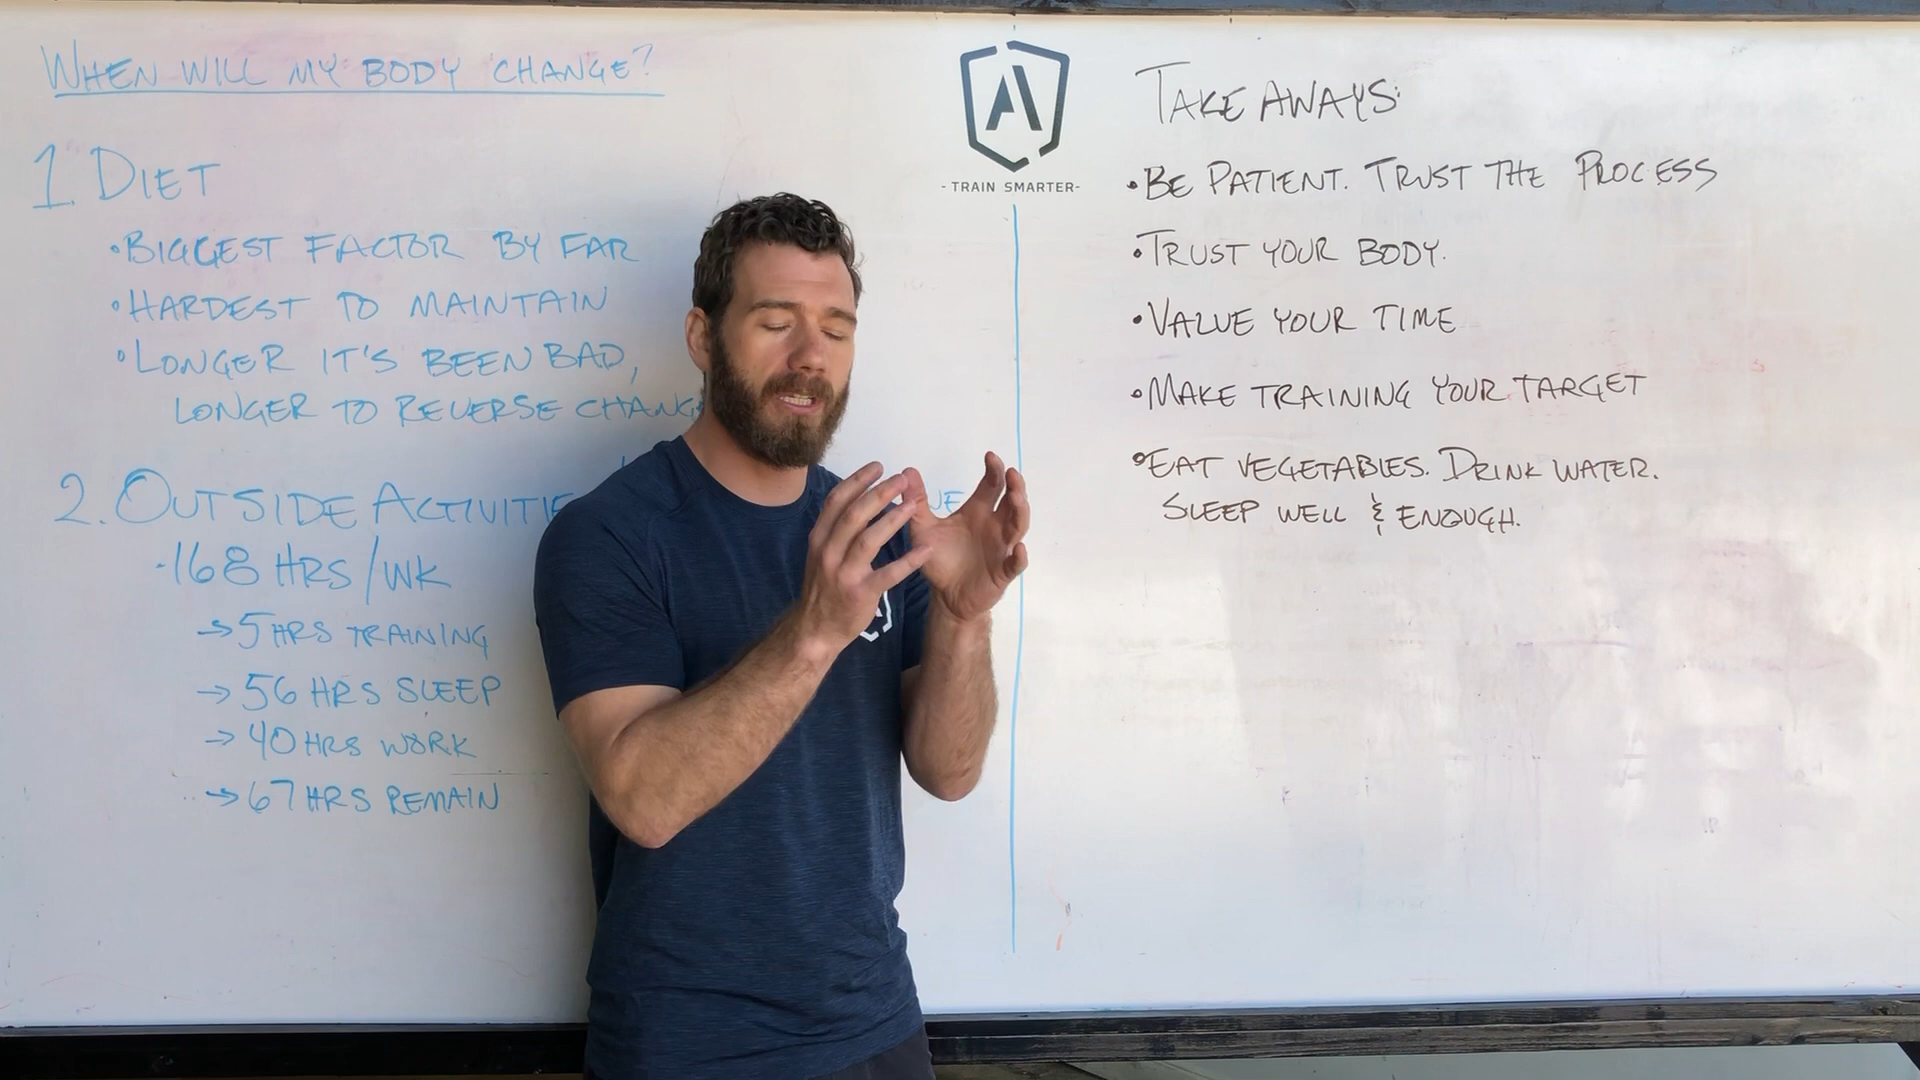 WHEN WILL MY BODY CHANGE?
1. DIET
•BIGGEST FACTOR BY FAR
•HARDEST TO MAINTAIN
•LONGER IT'S BEEN BAD,
LONGER TO REVERSE CHANG
2. OUTSIDE ACTIVITIE
•168 HRS/WK
→5 HRS TRAINING
→56 HRS SLEEP
→40 HRS WORK
→67 HRS REMAIN
A
- TRAIN SMARTER-
TAKE AWAYS:
•BE PATIENT. TRUST THE PROCESS
•TRUST YOUR BODY.
•VALUE YOUR TIME
•MAKE TRAINING YOUR TARGET
•EAT VEGETABLES. DRINK WATER.
SLEEP WELL & ENOUGH.